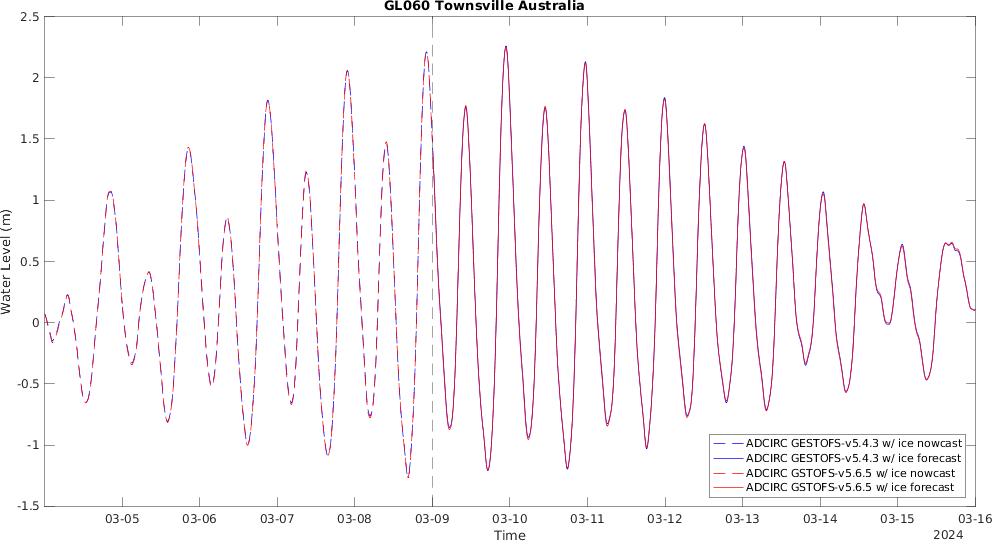 GL060 Townsville Australia
2.5
2
1.5
1
0.5
0
-0.5
-1
-1.5
Water Level (m)
ADCIRC GESTOFS-v5.4.3 w/ ice nowcast
ADCIRC GESTOFS-v5.4.3 w/ ice forecast
ADCIRC GSTOFS-v5.6.5 w/ ice nowcast
ADCIRC GSTOFS-v5.6.5 w/ ice forecast
03-05 03-06 03-07 03-08 03-09 03-10 03-11 03-12 03-13 03-14 03-15 03-16
Time
2024